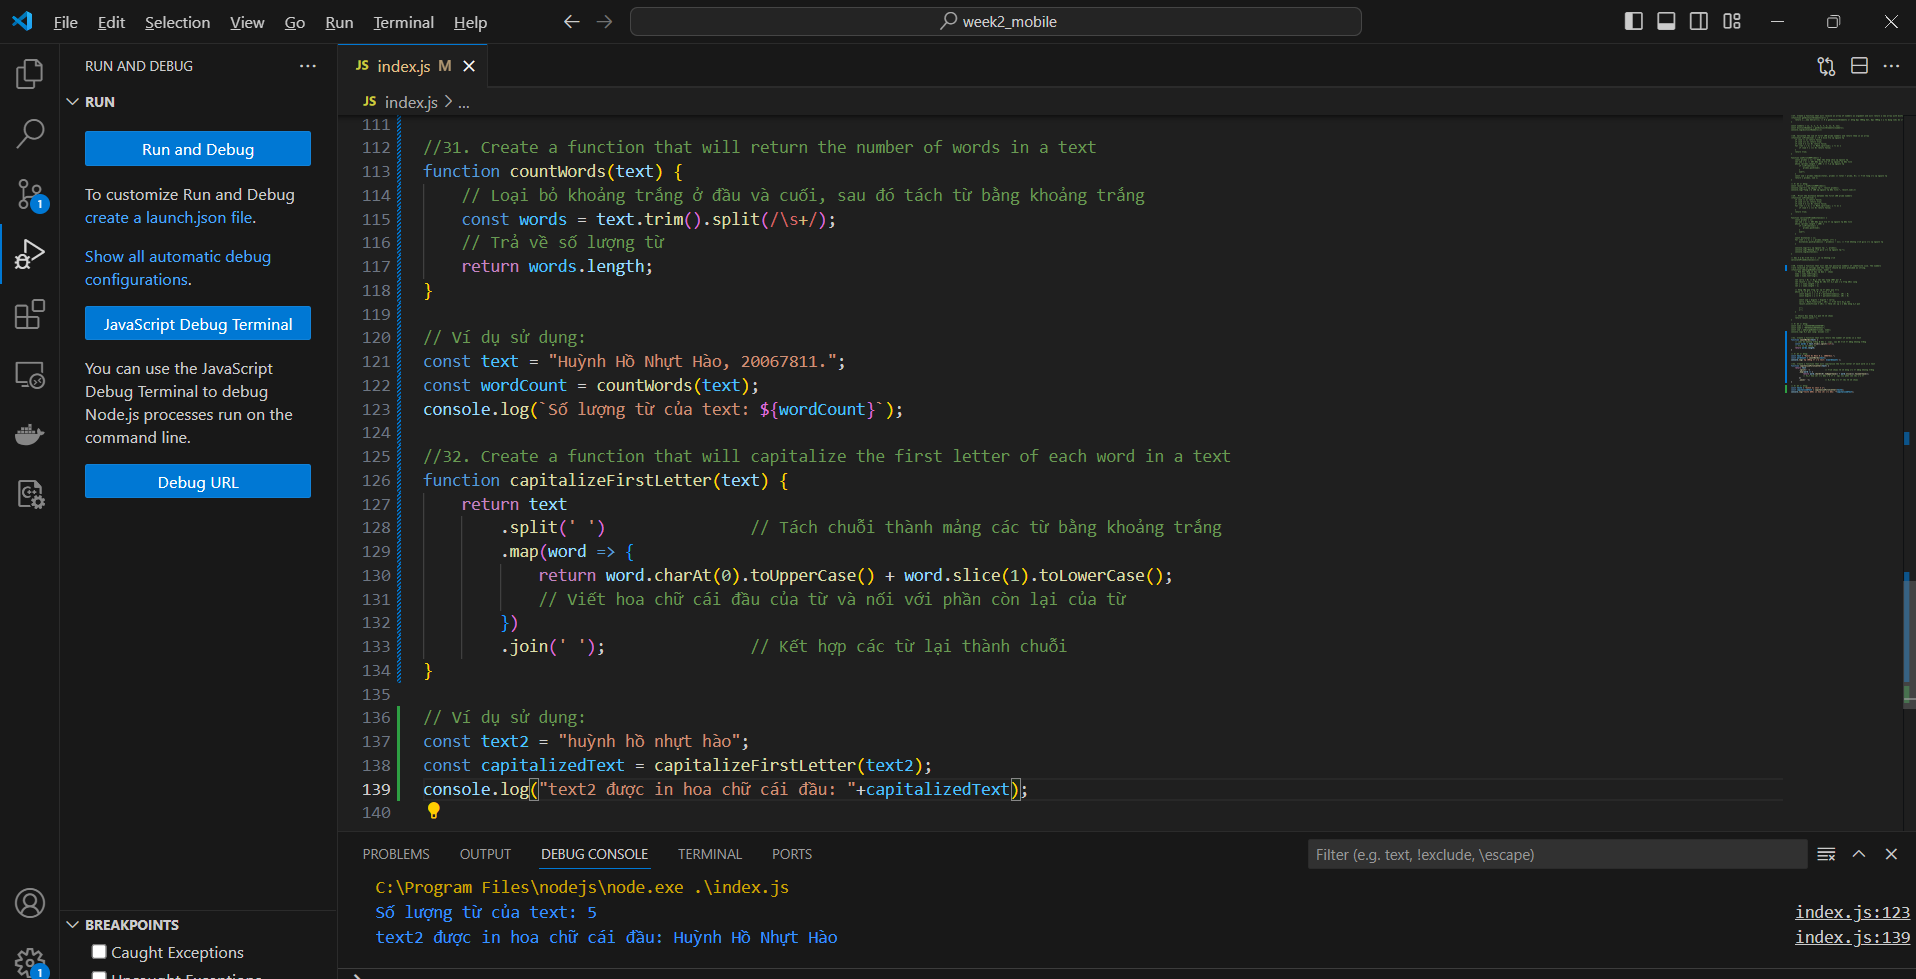 File Edit Selection View Go Run Terminal Help
week2_mobile
RUN AND DEBUG
RUN
Run and Debug
To customize Run and Debug
create a launch.json file.
Show all automatic debug
configurations.
JavaScript Debug Terminal
You can use the JavaScript
Debug Terminal to debug
Node.js processes run on the
command line.
Debug URL
BREAKPOINTS
Caught Exceptions
Uncaught Exceptions
1
1
JS index.js M
JS index.js > ...
111
112 //31. Create a function that will return the number of words in a text
113 function countWords(text) {
114 // Loại bỏ khoảng trắng ở đầu và cuối, sau đó tách từ bằng khoảng trắng
115 const words = text.trim().split(/\s+/);
116 // Trả về số lượng từ
117 return words.length;
118 }
119
120 // Ví dụ sử dụng:
121 const text = "Huỳnh Hồ Nhựt Hào, 20067811.";
122 const wordCount = countWords(text);
123 console.log(`Số lượng từ của text: ${wordCount}`);
124
125 //32. Create a function that will capitalize the first letter of each word in a text
126 function capitalizeFirstLetter(text) {
127 return text
128 .split(' ') // Tách chuỗi thành mảng các từ bằng khoảng trắng
129 .map(word => {
130 return word.charAt(0).toUpperCase() + word.slice(1).toLowerCase();
131 // Viết hoa chữ cái đầu của từ và nối với phần còn lại của từ
132 })
133 .join(' '); // Kết hợp các từ lại thành chuỗi
134 }
135
136 // Ví dụ sử dụng:
137 const text2 = "huỳnh hồ nhựt hào";
138 const capitalizedText = capitalizeFirstLetter(text2);
139 console.log("text2 được in hoa chữ cái đầu: "+capitalizedText);
140
PROBLEMS OUTPUT DEBUG CONSOLE TERMINAL PORTS
Filter (e.g. text, !exclude, \escape)
C:\Program Files\nodejs\node.exe .\index.js
Số lượng từ của text: 5 index.js:123
text2 được in hoa chữ cái đầu: Huỳnh Hồ Nhựt Hào index.js:139